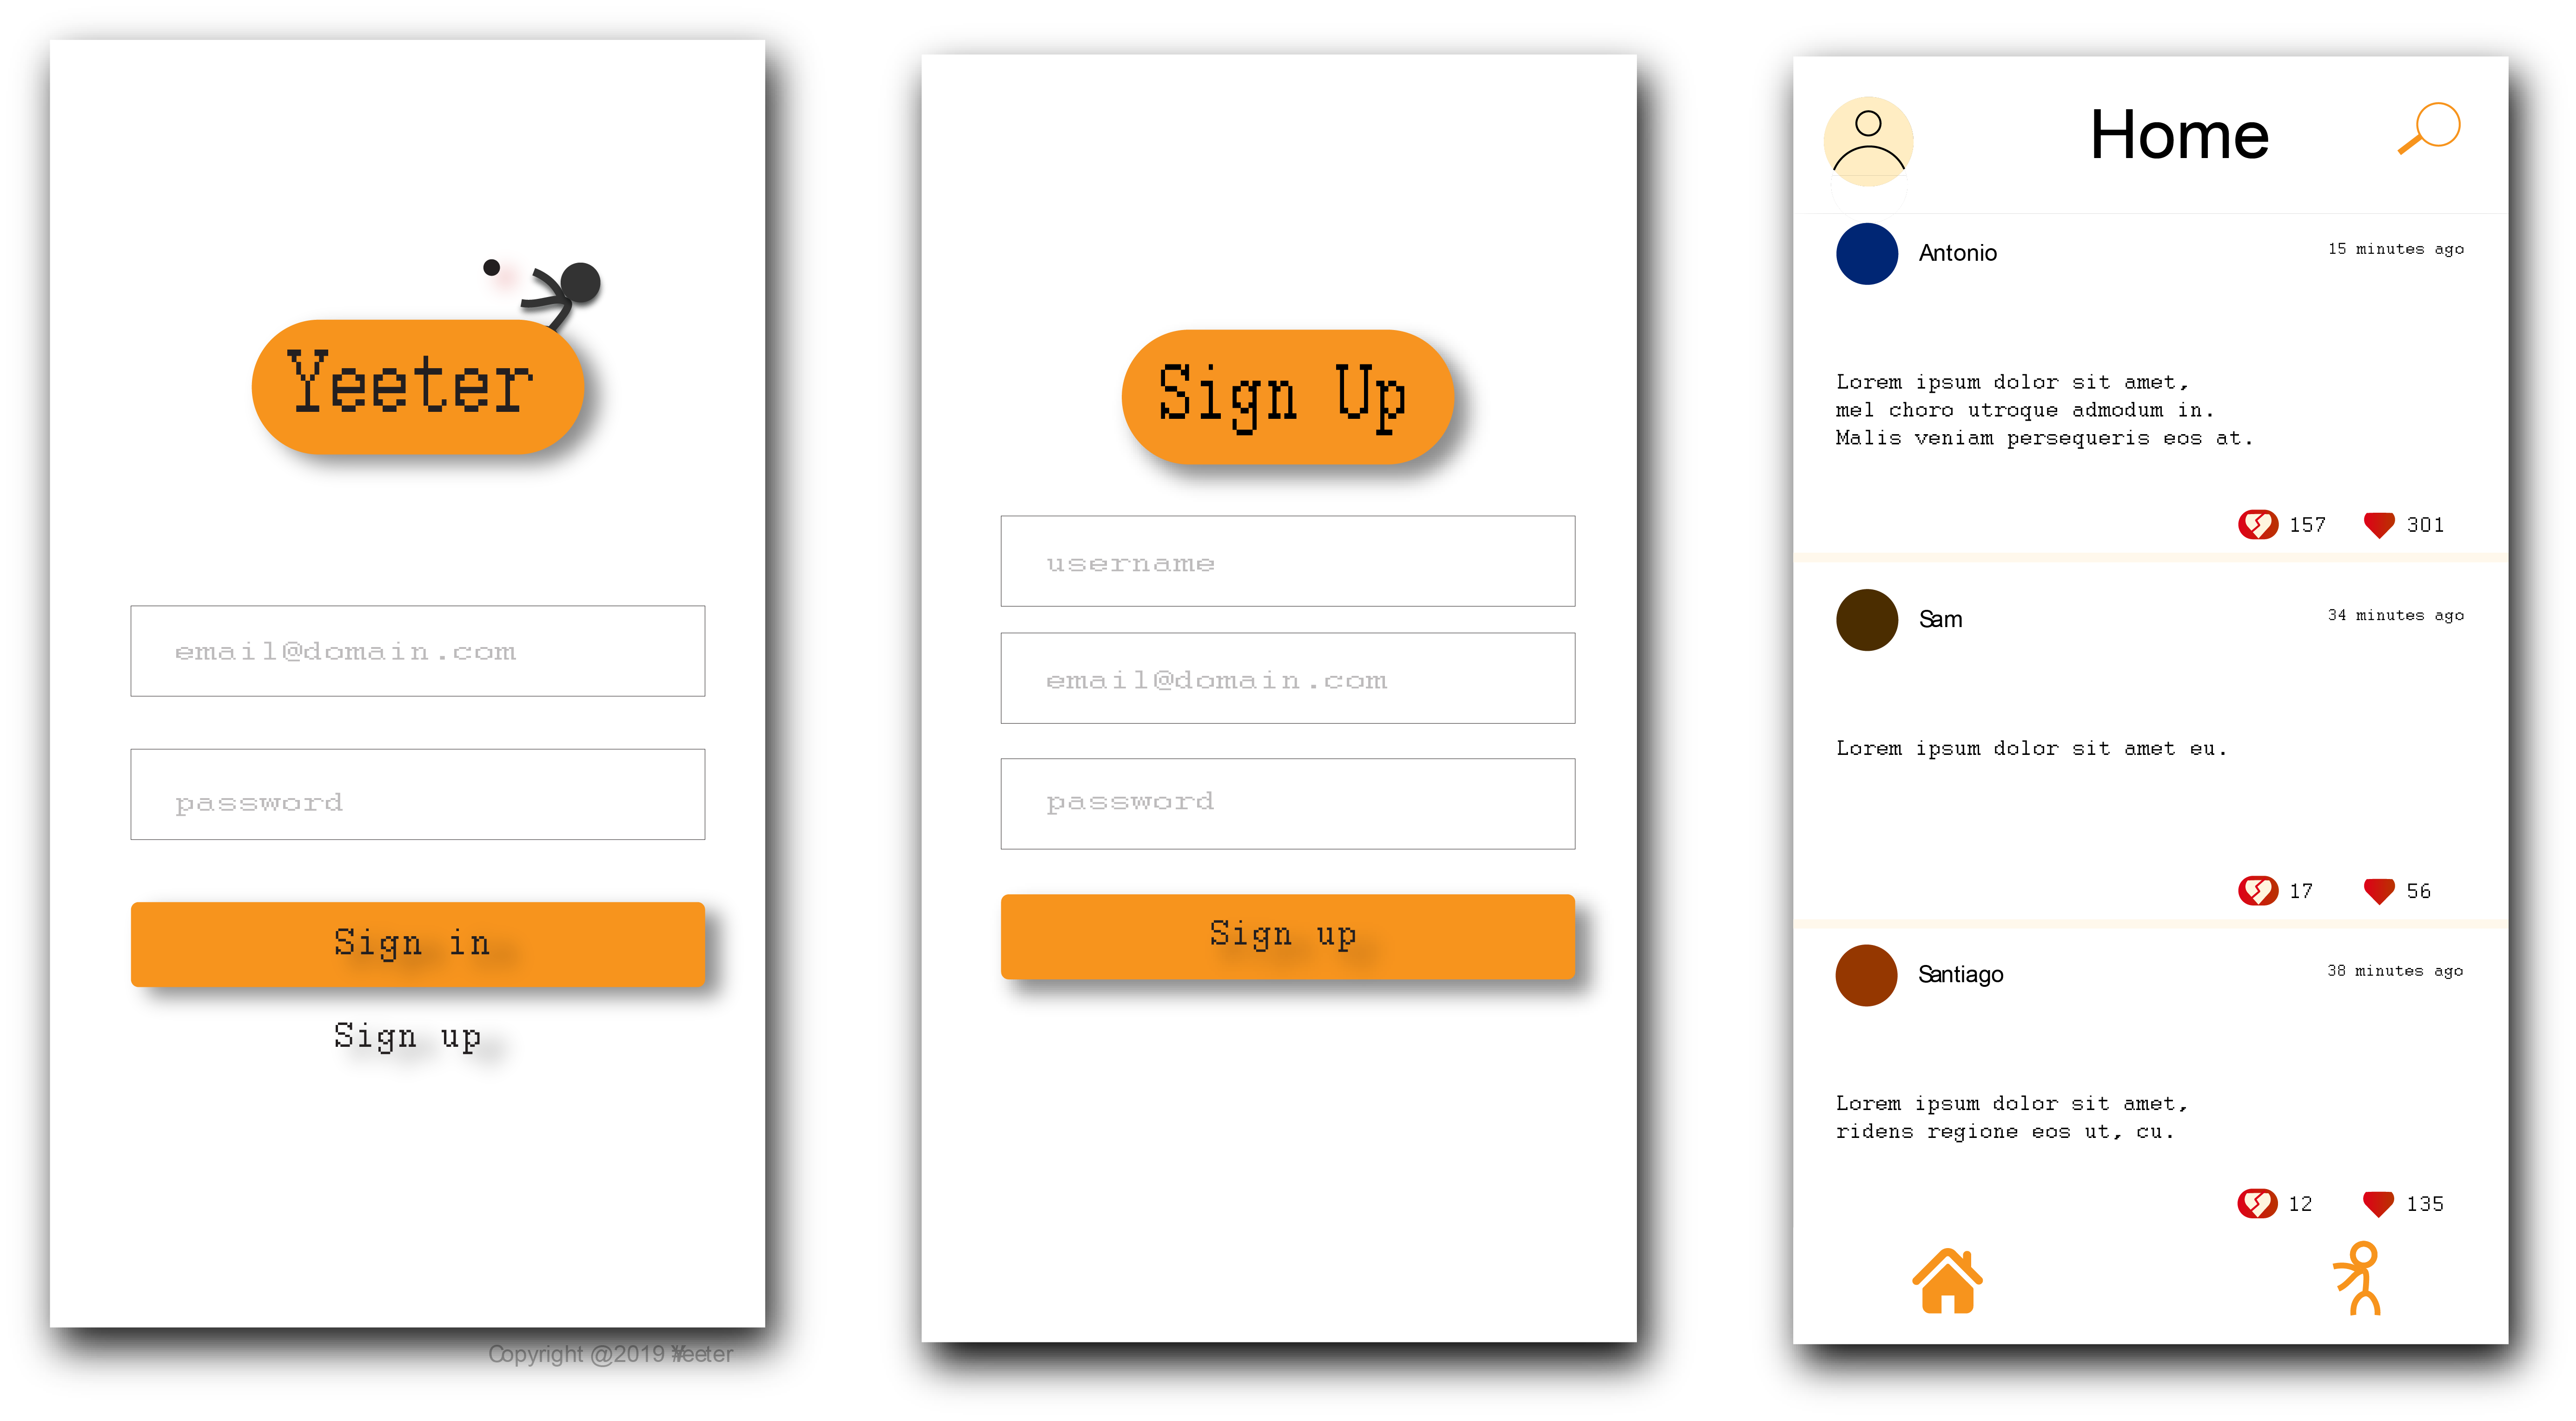 Yeeter
email@domain.com
password
Sign in
Sign up
Copyright @2019 Yeeter
Sign Up
username
email@domain.com
password
Sign up
Home
Antonio
15 minutes ago
Lorem ipsum dolor sit amet,
mel choro utroque admodum in.
Malis veniam persequeris eos at.
157 301
Sam
34 minutes ago
Lorem ipsum dolor sit amet eu.
17 56
Santiago
38 minutes ago
Lorem ipsum dolor sit amet,
ridens regione eos ut, cu.
12 135